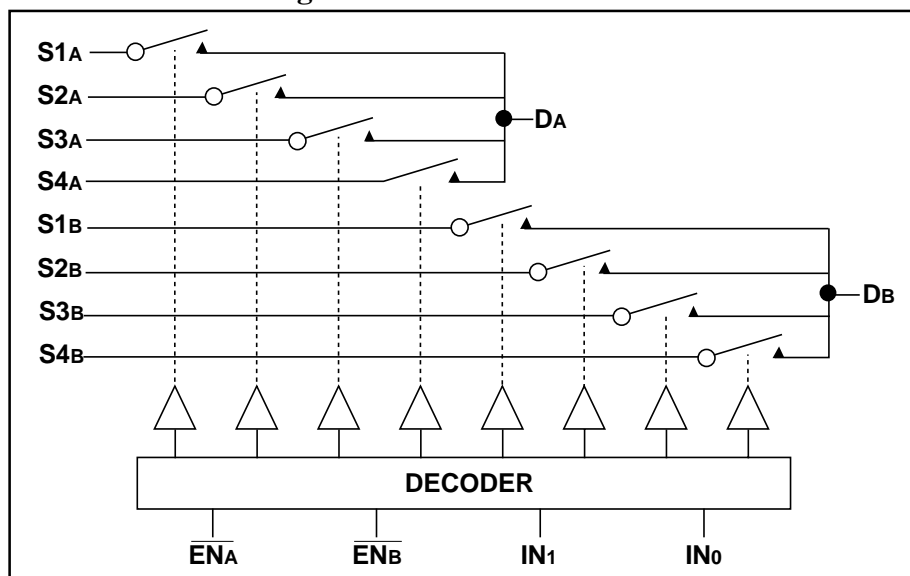 S1A
S2A
DA
S3A
S4A
S1B
S2B
DB
S3B
S4B
DECODER
ENA ENB IN1 IN0